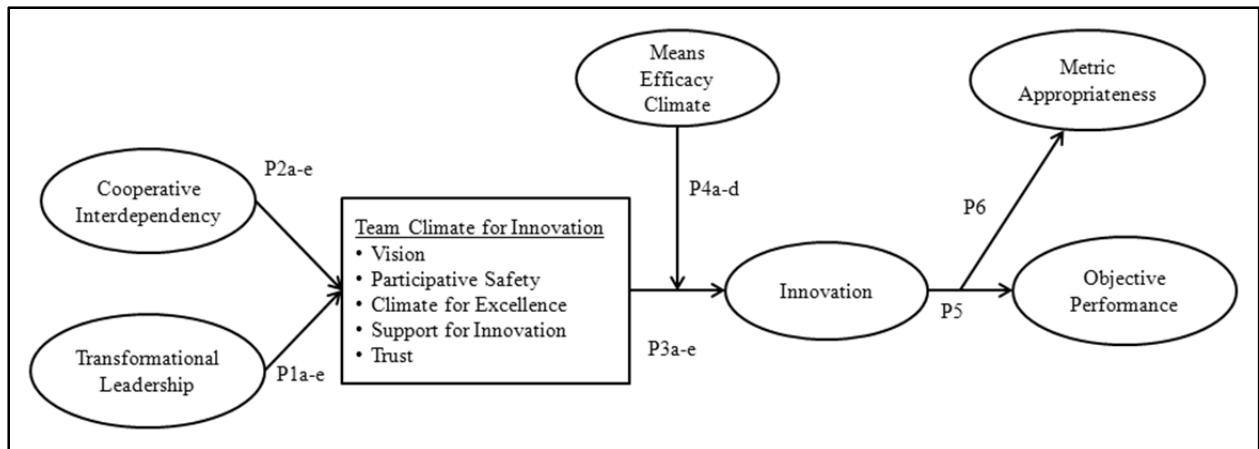 Means
Efficacy
Climate
Metric
Appropriateness
P2a-e
Cooperative
Interdependency
P4a-d
P6
Team Climate for Innovation
• Vision
• Participative Safety
• Climate for Excellence
• Support for Innovation
• Trust
Innovation
Objective
Performance
P5
P3a-e
Transformational
Leadership
P1a-e